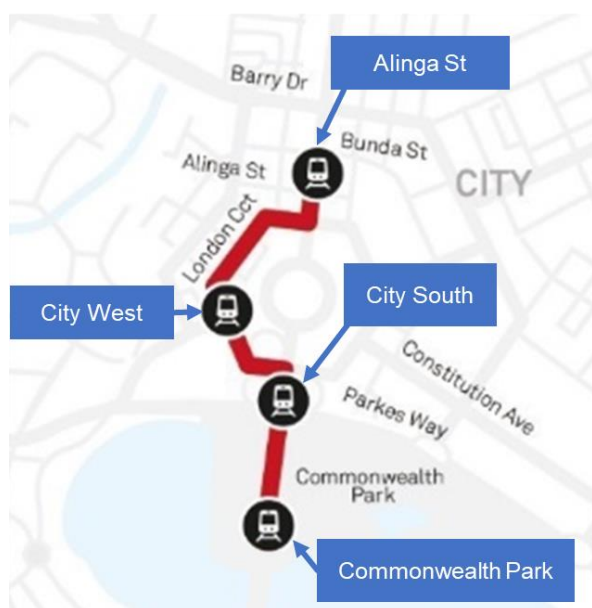 Alinga St
Barry Dr
Bunda St
Alinga St
CITY
London Cct
City West
City South
Constitution Ave
Parkes Way
Commonwealth
Park
Commonwealth Park